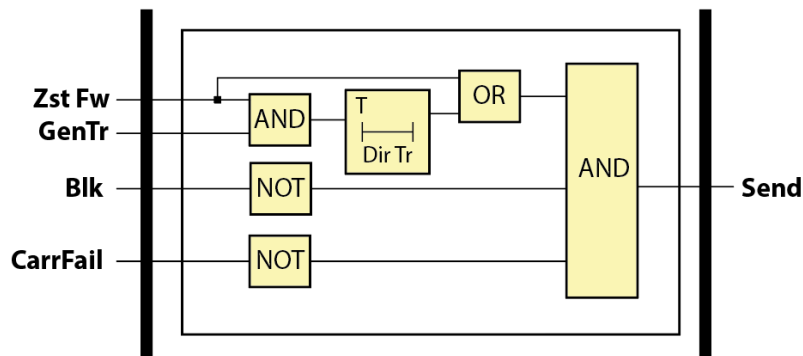 Zst Fw
GenTr
Blk
CarrFail
AND
NOT
NOT
T
Dir Tr
OR
AND
Send